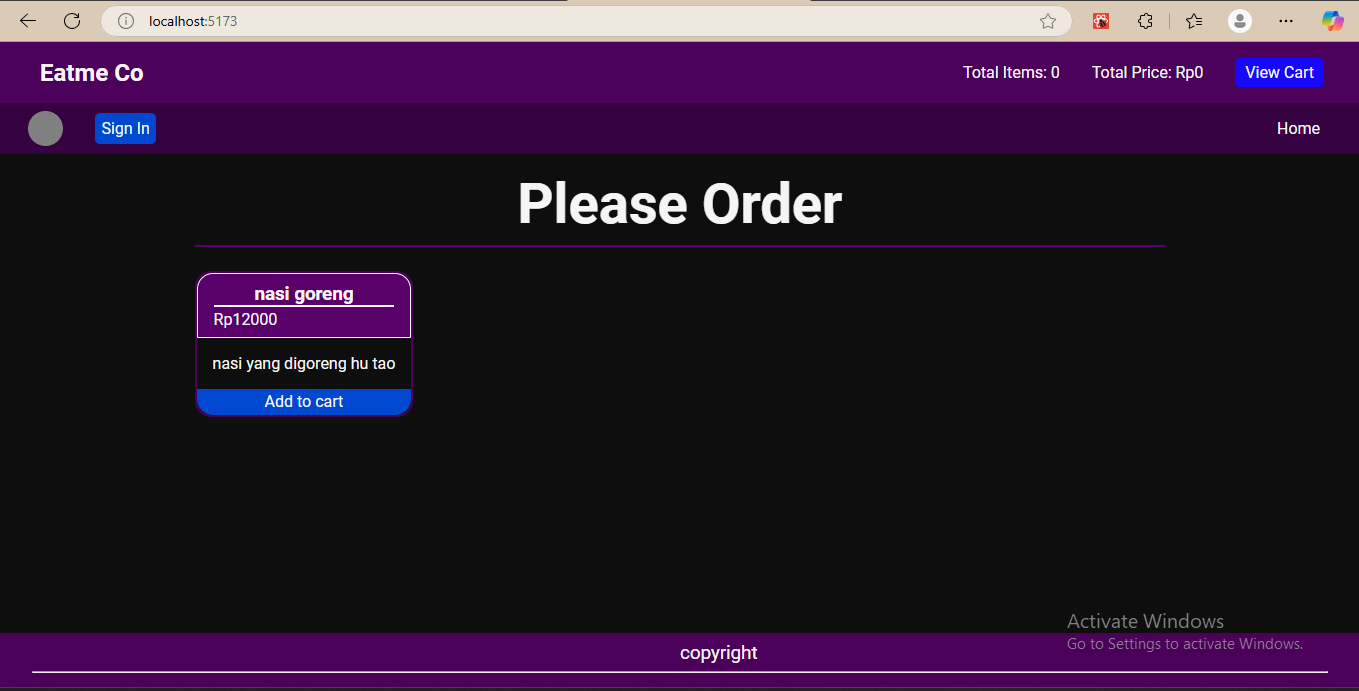 localhost:5173
Eatme Co
Total Items: 0
Total Price: Rp0
View Cart
Sign In
Home
Please Order
nasi goreng
Rp12000
nasi yang digoreng hu tao
Add to cart
Activate Windows
Go to Settings to activate Windows.
copyright